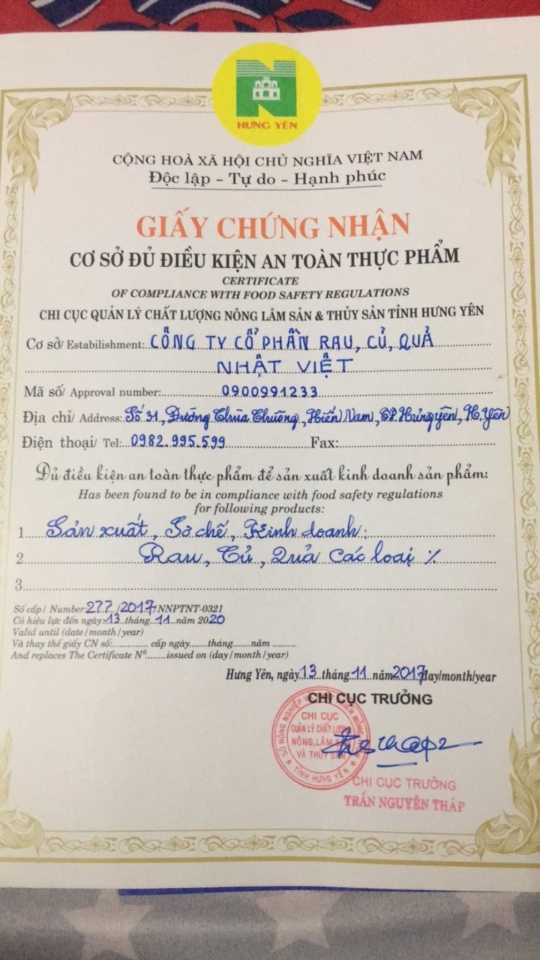 HƯNG YÊN
CỘNG HOÀ XÃ HỘI CHỦ NGHĨA VIỆT NAM
Độc lập - Tự do - Hạnh phúc
GIẤY CHỨNG NHẬN
CƠ SỞ ĐỦ ĐIỀU KIỆN AN TOÀN THỰC PHẨM
CERTIFICATE
OF COMPLIANCE WITH FOOD SAFETY REGULATIONS
CHI CỤC QUẢN LÝ CHẤT LƯỢNG NÔNG LÂM SẢN & THỦY SẢN TỈNH HƯNG YÊN
Cơ sở/ Estabilishment: CÔNG TY CỔ PHẦN RAU, CỦ, QUẢ
NHẬT VIỆT
Mã số/ Approval number: 0900991233
Địa chỉ/ Address: Số 31, Đường Chùa Chuông, Hiến Nam, TP. Hưng yên, H. Yên
Điện thoại/ Tel: 0982.995.599 Fax:
Đủ điều kiện an toàn thực phẩm để sản xuất kinh doanh sản phẩm:
Has been found to be in compliance with food safety regulations
for following products:
1 Sản xuất, Sơ chế, Kinh doanh:
2 Rau, Củ, Quả các loại %
3
Số cấp/ Number: 277/2017/NNPTNT-0321
Có hiệu lực đến ngày 13 tháng 11 năm 2020
Valid until (date/month/year)
Và thay thế giấy CN số: cấp ngày tháng năm
And replaces The Certificate Nº issued on (day/month/year)
Hưng Yên, ngày 13 tháng 11 năm 2017 day/month/year
CHI CỤC TRƯỞNG
CHI CỤC
QUẢN LÝ CHẤT LƯỢNG
NÔNG, LÂM SẢN
VÀ THỦY SẢN
TỈNH HƯNG YÊN
CHI CỤC TRƯỞNG
TRẦN NGUYÊN THÁP